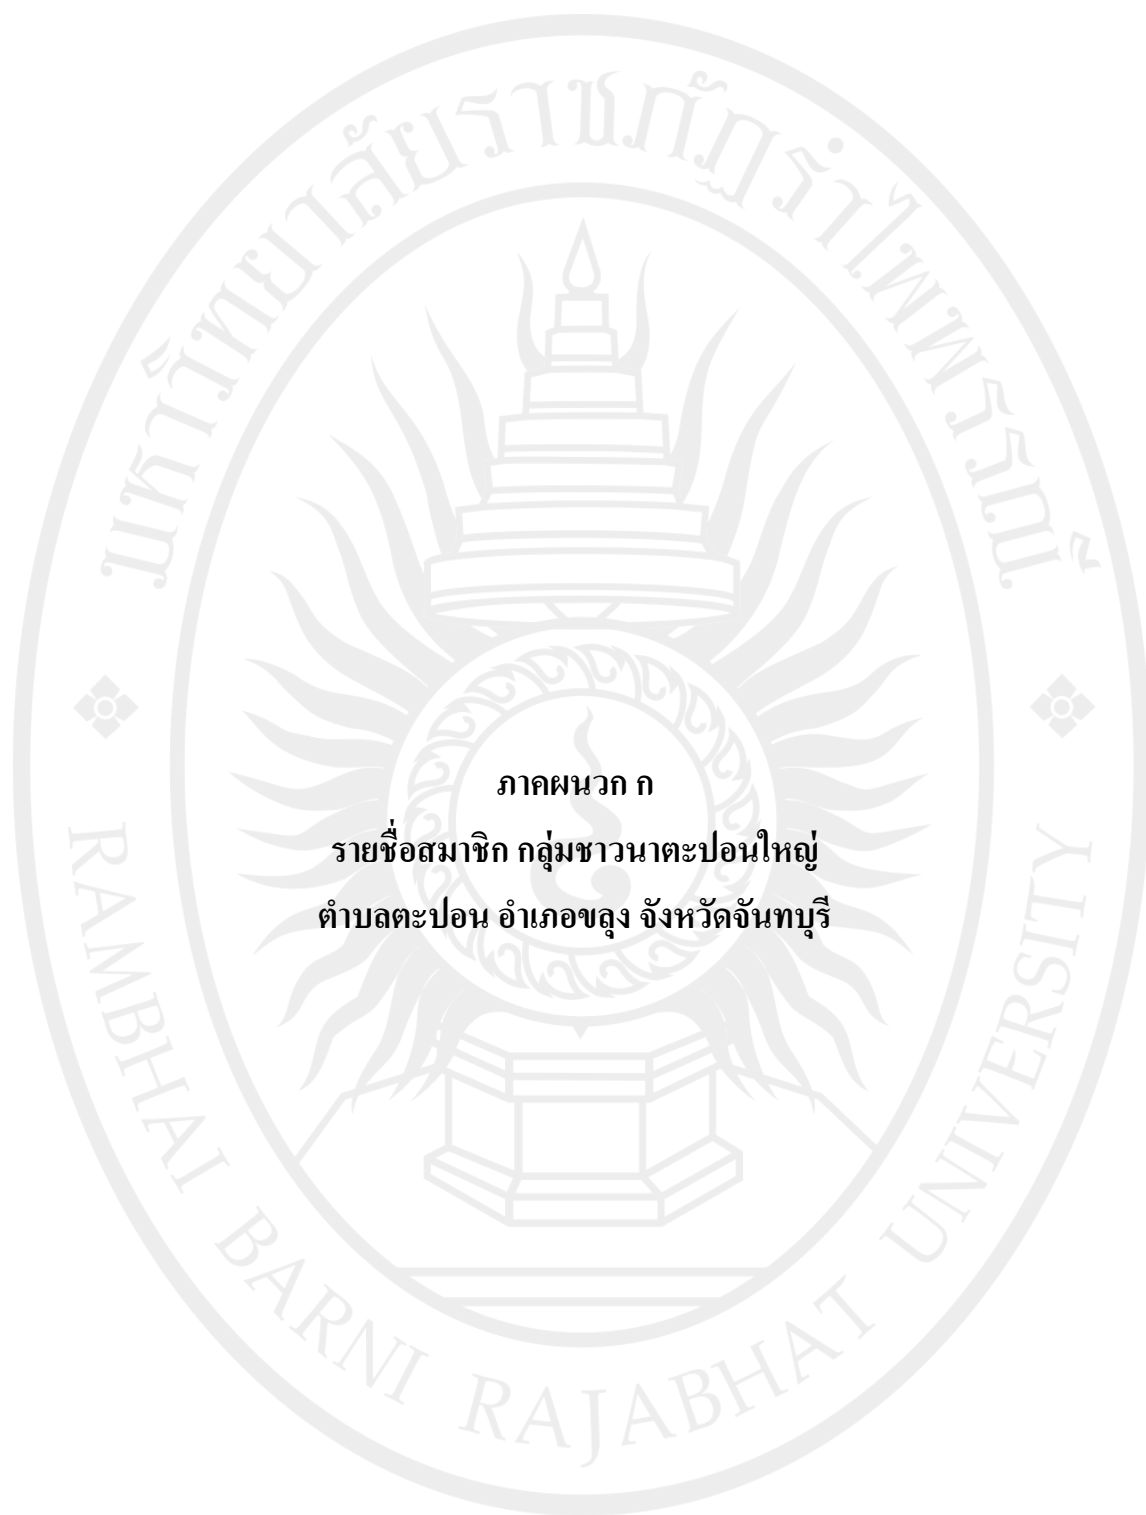 มหาวิทยาลัยราชภัฏรำไพพรรณี
ภาคผนวก ก
รายชื่อสมาชิก กลุ่มชาวนาตะปอนใหญ่
ตำบลตะปอน อำเภอขลุง จังหวัดจันทบุรี
RAMBHAI BARNI RAJABHAT UNIVERSITY